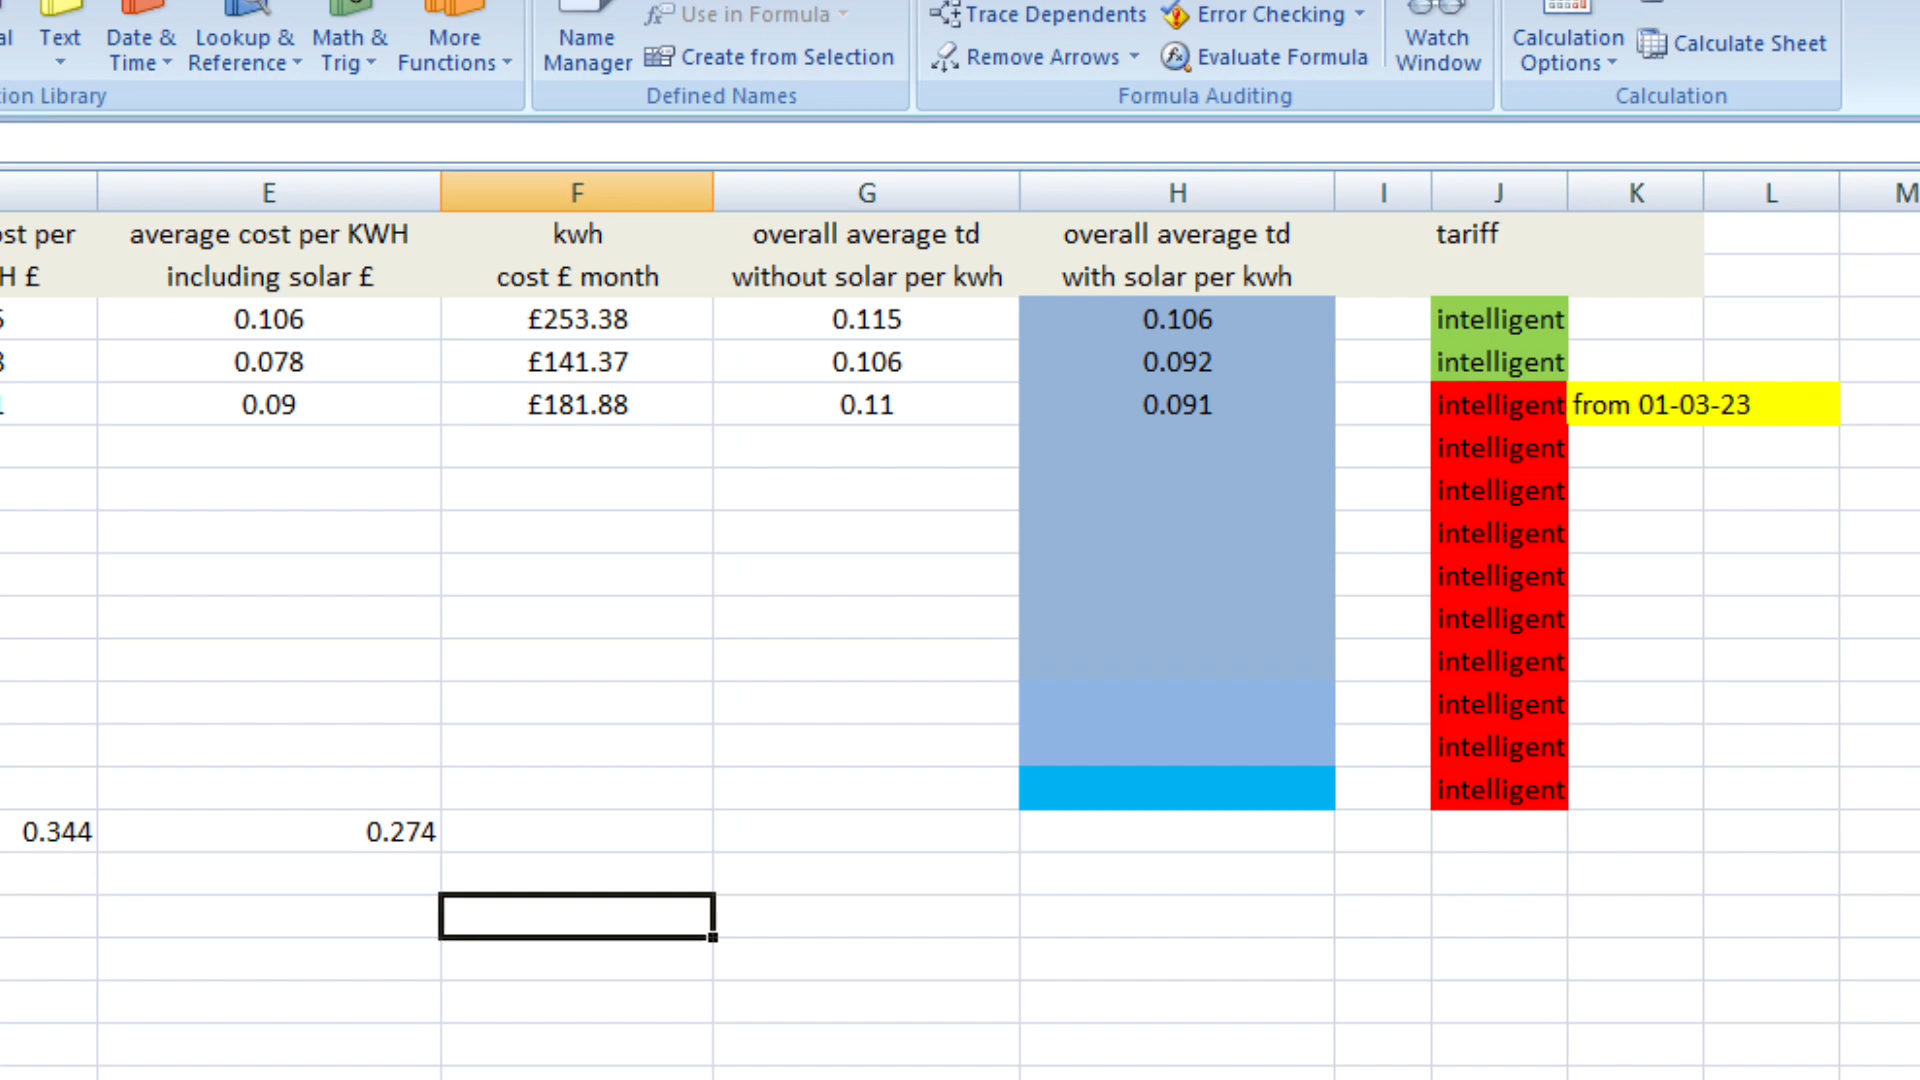 Use in Formula
Trace Dependents
Error Checking
Text
Date &
Time
Lookup &
Reference
Math &
Trig
More
Functions
Name
Manager
Create from Selection
Remove Arrows
Evaluate Formula
Watch
Window
Calculation
Options
Calculate Sheet
ion Library
Defined Names
Formula Auditing
Calculation
E F G H I J K L M
ost per average cost per KWH kwh overall average td overall average td tariff
H £ including solar £ cost £ month without solar per kwh with solar per kwh
0.106 £253.38 0.115 0.106 intelligent
0.078 £141.37 0.106 0.092 intelligent
0.09 £181.88 0.11 0.091 intelligent from 01-03-23
intelligent
intelligent
intelligent
intelligent
intelligent
intelligent
intelligent
intelligent
intelligent
0.344 0.274